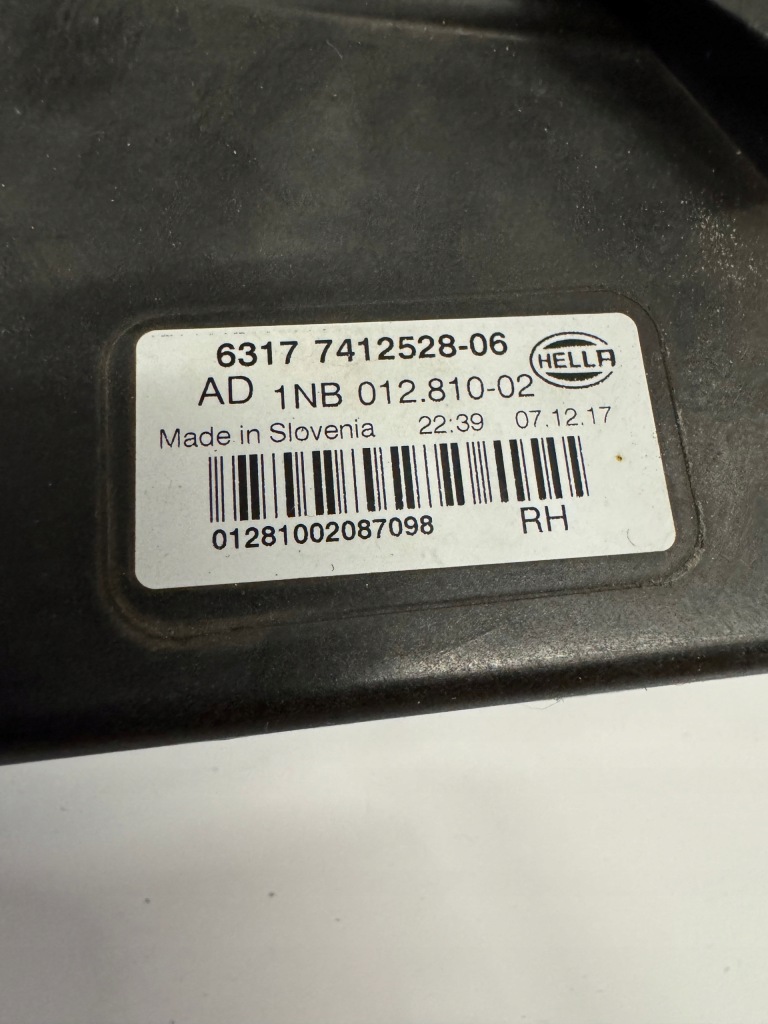 6317 7412528-06
HELLA
AD 1NB 012.810-02
Made in Slovenia 22:39 07.12.17
01281002087098 RH